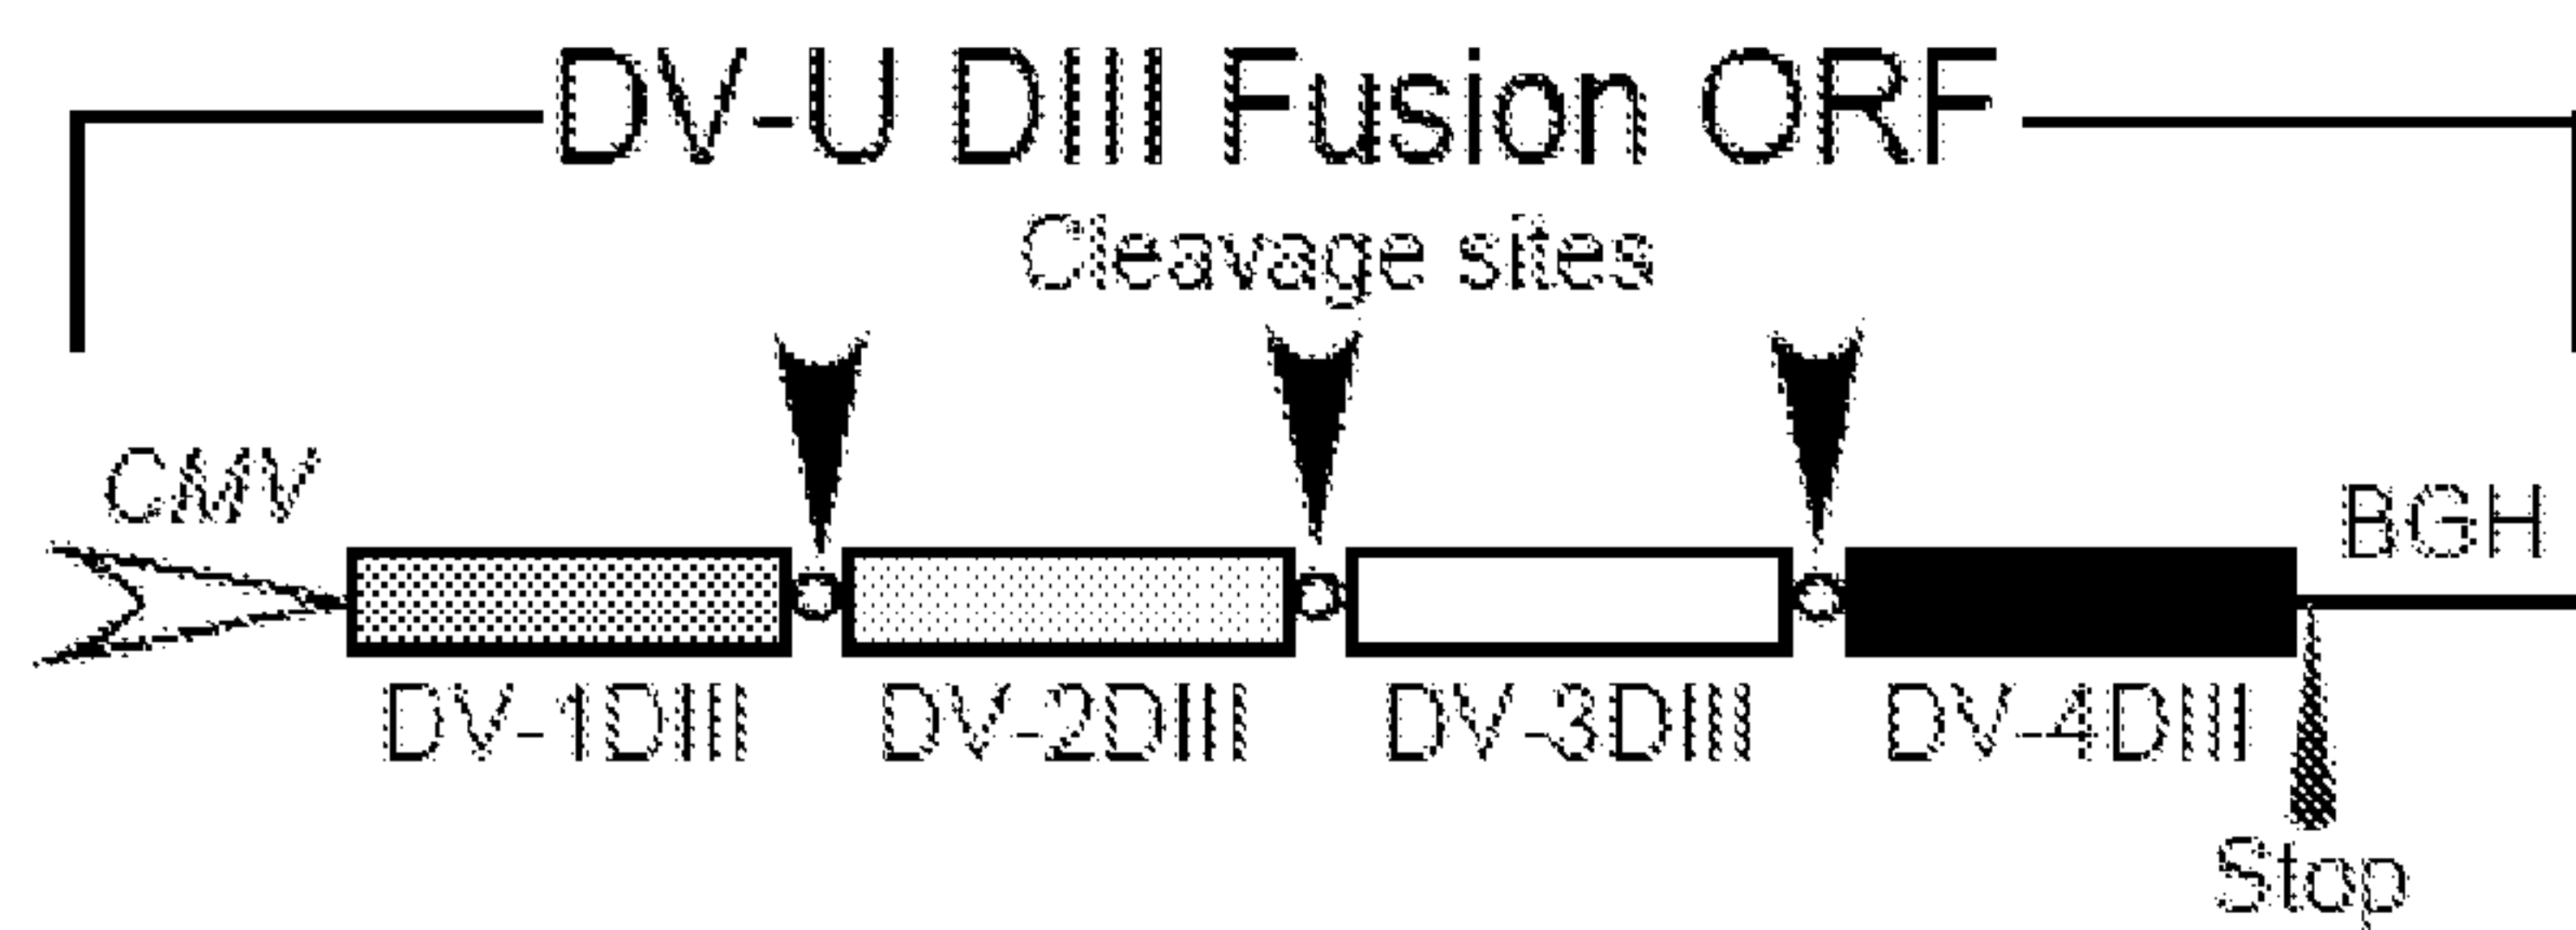 DV-U DIII Fusion ORF
Cleavage sites
CMV
BGH
DV-1DIII DV-2DIII DV-3DIII DV-4DIII
Stop